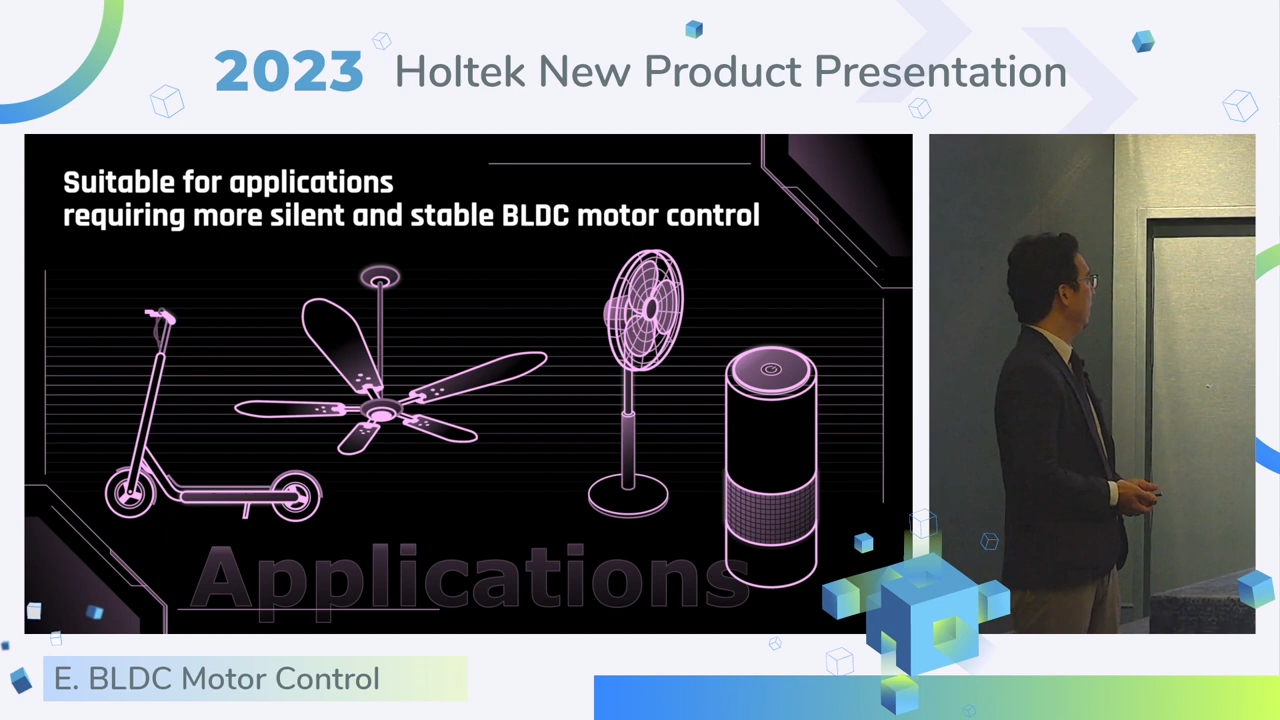 2023 Holtek New Product Presentation
Suitable for applications
requiring more silent and stable BLDC motor control
Applications
E. BLDC Motor Control